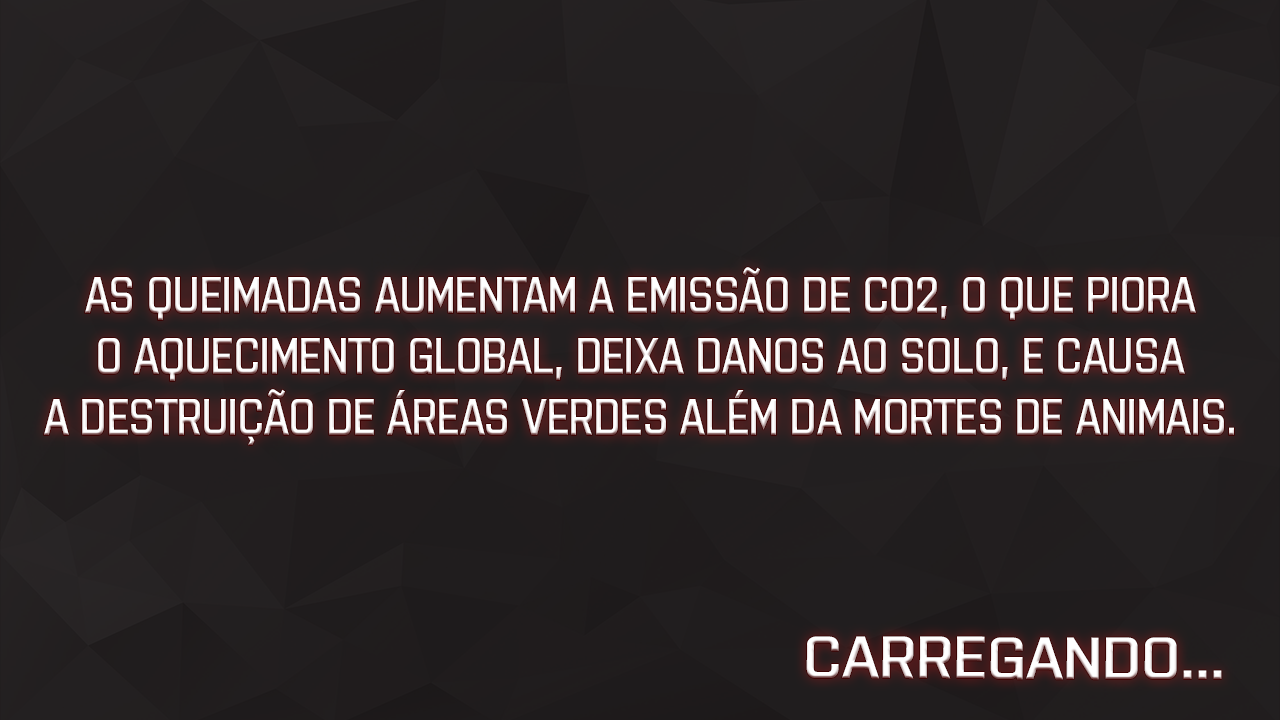 AS QUEIMADAS AUMENTAM A EMISSÃO DE CO2, O QUE PIORA
O AQUECIMENTO GLOBAL, DEIXA DANOS AO SOLO, E CAUSA
A DESTRUIÇÃO DE ÁREAS VERDES ALÉM DA MORTES DE ANIMAIS.
CARREGANDO...